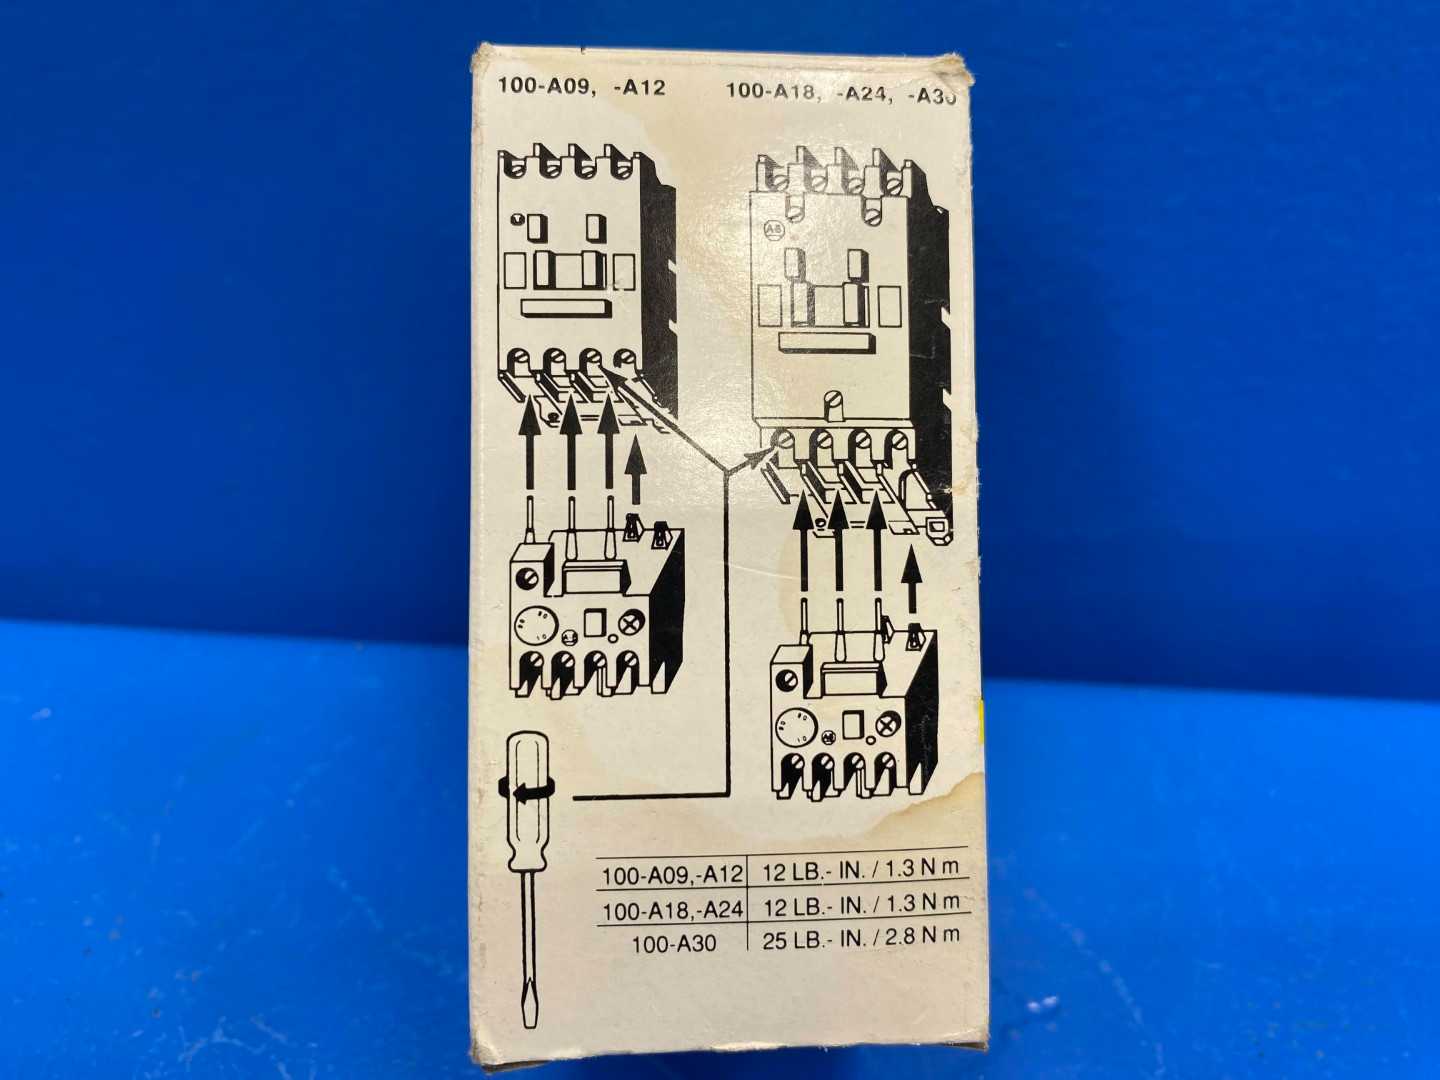 100-A09, -A12
100-A18, -A24, -A30
A-B
100-A09,-A12 12 LB.- IN. / 1.3 N m
100-A18,-A24 12 LB.- IN. / 1.3 N m
100-A30 25 LB.- IN. / 2.8 N m